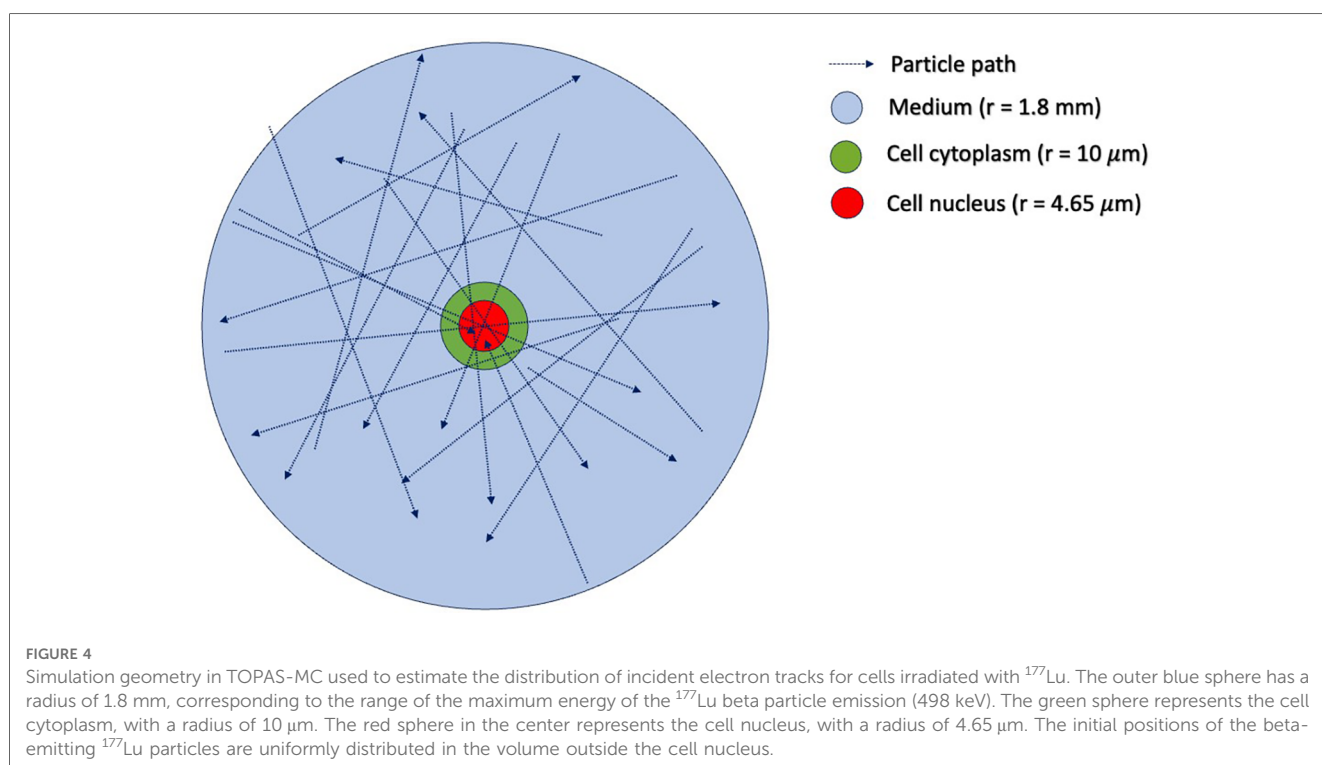 Particle path
Medium (r = 1.8 mm)
Cell cytoplasm (r = 10 μm)
Cell nucleus (r = 4.65 μm)
FIGURE 4
Simulation geometry in TOPAS-MC used to estimate the distribution of incident electron tracks for cells irradiated with ¹⁷⁷Lu. The outer blue sphere has a
radius of 1.8 mm, corresponding to the range of the maximum energy of the ¹⁷⁷Lu beta particle emission (498 keV). The green sphere represents the cell
cytoplasm, with a radius of 10 μm. The red sphere in the center represents the cell nucleus, with a radius of 4.65 μm. The initial positions of the beta-
emitting ¹⁷⁷Lu particles are uniformly distributed in the volume outside the cell nucleus.